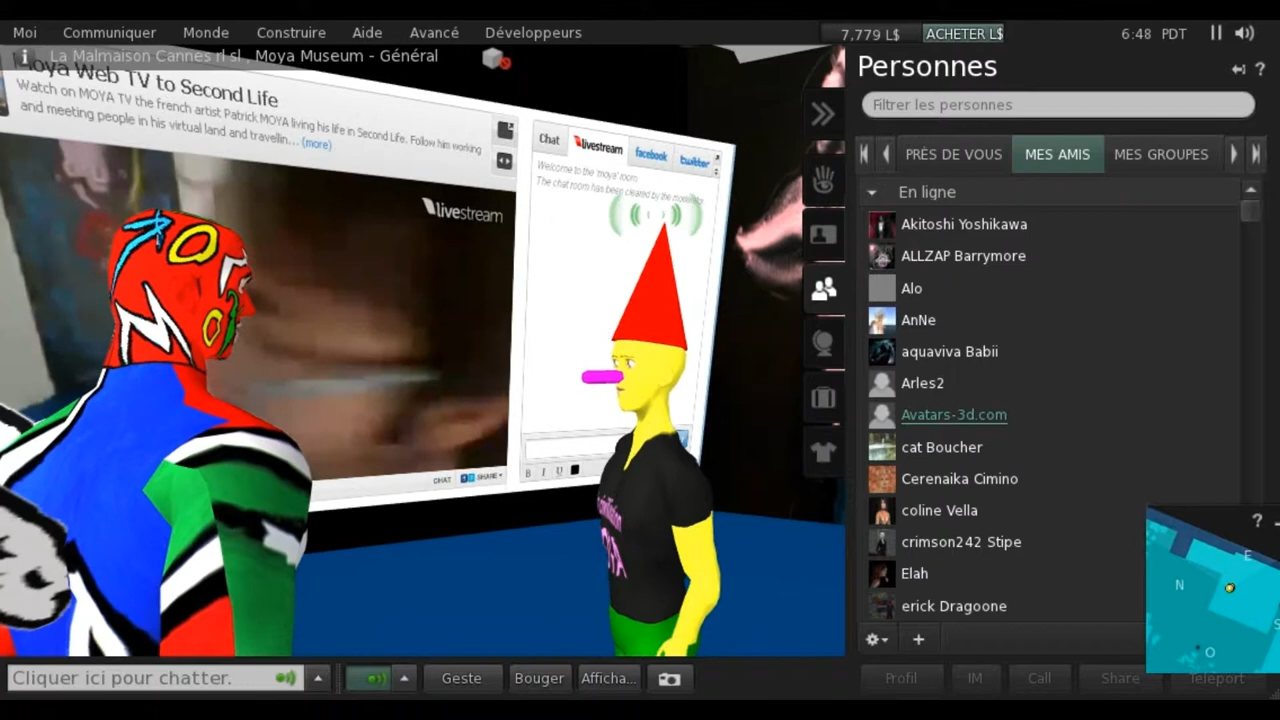 Moi Communiquer Monde Construire Aide Avancé Développeurs
7,779 L$ ACHETER L$ 6:48 PDT
i La Malmaison Cannes rl sl , Moya Museum - Général
Moya Web TV to Second Life
Watch on MOYA TV the french artist Patrick MOYA living his life in Second Life. Follow him working
and meeting people in his virtual land and travellin... (more)
livestream
Chat livestream facebook twitter
Welcome to the 'moya' room.
The chat room has been cleared by the moderator
M
CHAT SHARE
B I U
Personnes
?
Filtrer les personnes
PRÈS DE VOUS MES AMIS MES GROUPES
En ligne
Akitoshi Yoshikawa
ALLZAP Barrymore
Alo
AnNe
aquaviva Babii
Arles2
Avatars-3d.com
cat Boucher
Cerenaika Cimino
coline Vella
crimson242 Stipe
Elah
erick Dragoone
?
N E
S
O
Cliquer ici pour chatter. Geste Bouger Afficha...
Profil IM Call Share Teleport